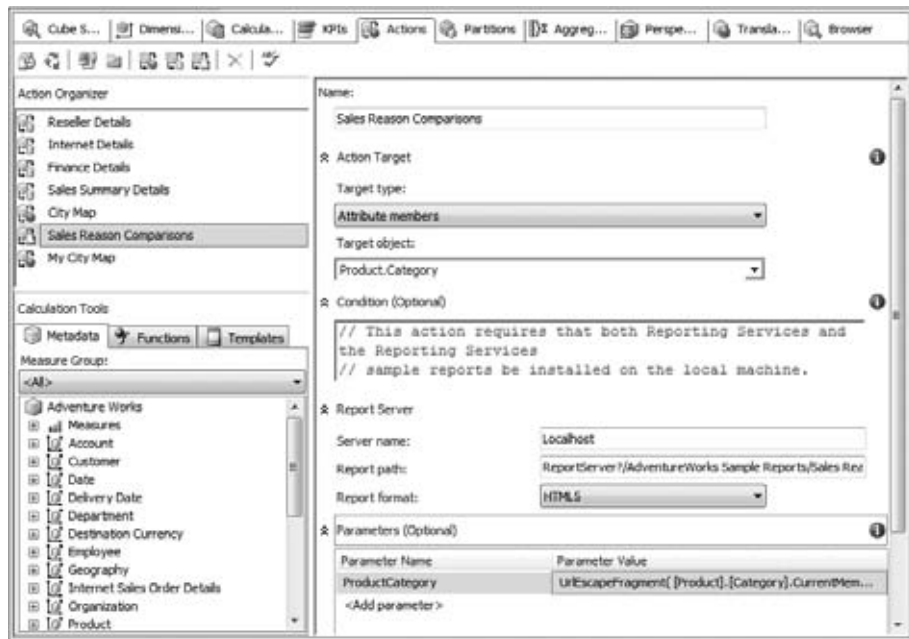 Cube S... Dimensi... Calcula... KPIs Actions Partitions Aggreg... Perspe... Transla... Browser
Action Organizer
Reseller Details
Internet Details
Finance Details
Sales Summary Details
City Map
Sales Reason Comparisons
My City Map
Calculation Tools
Metadata Functions Templates
Measure Group:
<All>
Adventure Works
Measures
Account
Customer
Date
Delivery Date
Department
Destination Currency
Employee
Geography
Internet Sales Order Details
Organization
Product
Name:
Sales Reason Comparisons
Action Target
Target type:
Attribute members
Target object:
Product.Category
Condition (Optional)
// This action requires that both Reporting Services and
the Reporting Services
// sample reports be installed on the local machine.
Report Server
Server name: Localhost
Report path: ReportServer?/AdventureWorks Sample Reports/Sales Rea
Report format: HTML5
Parameters (Optional)
Parameter Name Parameter Value
ProductCategory UrlEscapeFragment( [Product].[Category].CurrentMem...
<Add parameter>